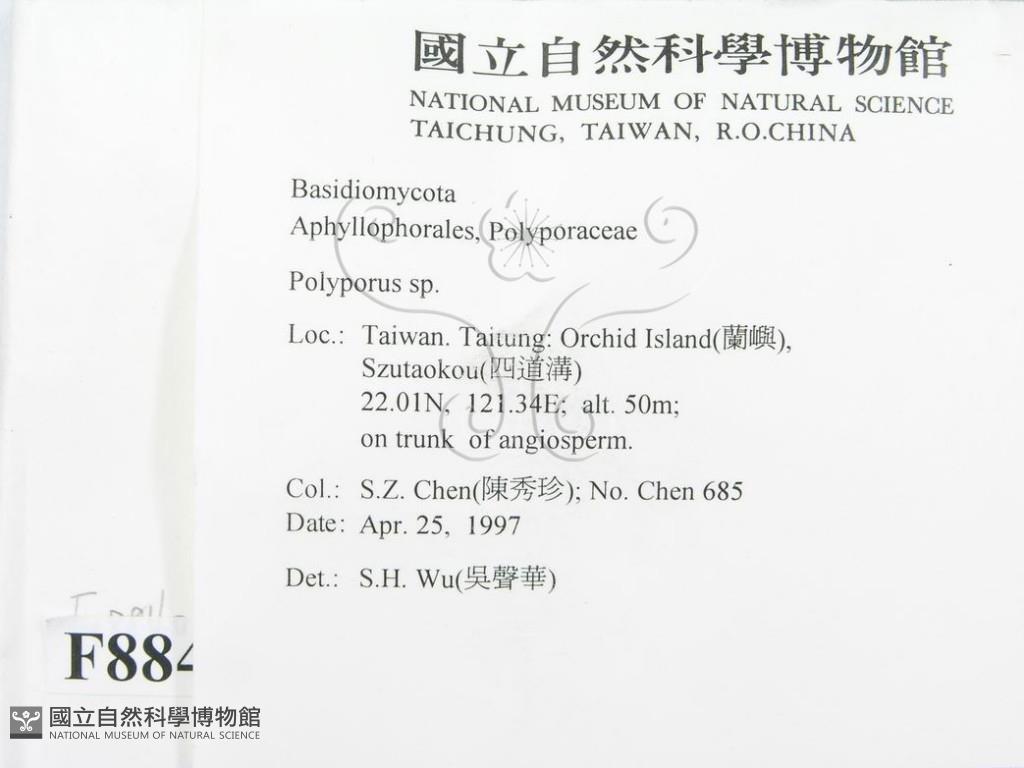 國立自然科學博物館
NATIONAL MUSEUM OF NATURAL SCIENCE
TAICHUNG, TAIWAN, R.O.CHINA
Basidiomycota
Aphyllophorales, Polyporaceae
Polyporus sp.
Loc.: Taiwan. Taitung: Orchid Island(蘭嶼),
Szutaokou(四道溝)
22.01N, 121.34E; alt. 50m;
on trunk of angiosperm.
Col.: S.Z. Chen(陳秀珍); No. Chen 685
Date: Apr. 25, 1997
Det.: S.H. Wu(吳聲華)
F884
國立自然科學博物館
NATIONAL MUSEUM OF NATURAL SCIENCE